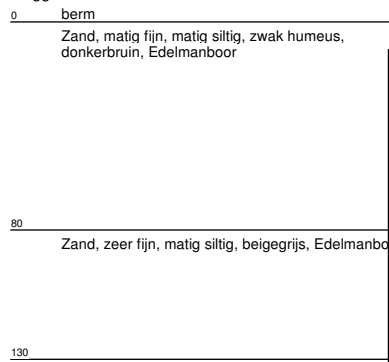 0 berm
Zand, matig fijn, matig siltig, zwak humeus,
donkerbruin, Edelmanboor
80
Zand, zeer fijn, matig siltig, beigegrijs, Edelmanbo
130